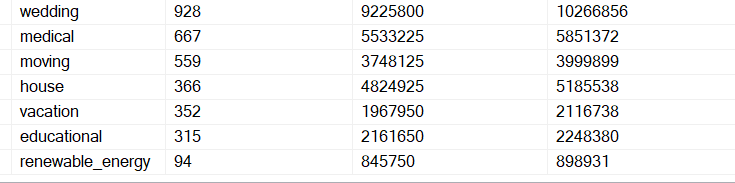 wedding 928 9225800 10266856
medical 667 5533225 5851372
moving 559 3748125 3999899
house 366 4824925 5185538
vacation 352 1967950 2116738
educational 315 2161650 2248380
renewable_energy 94 845750 898931